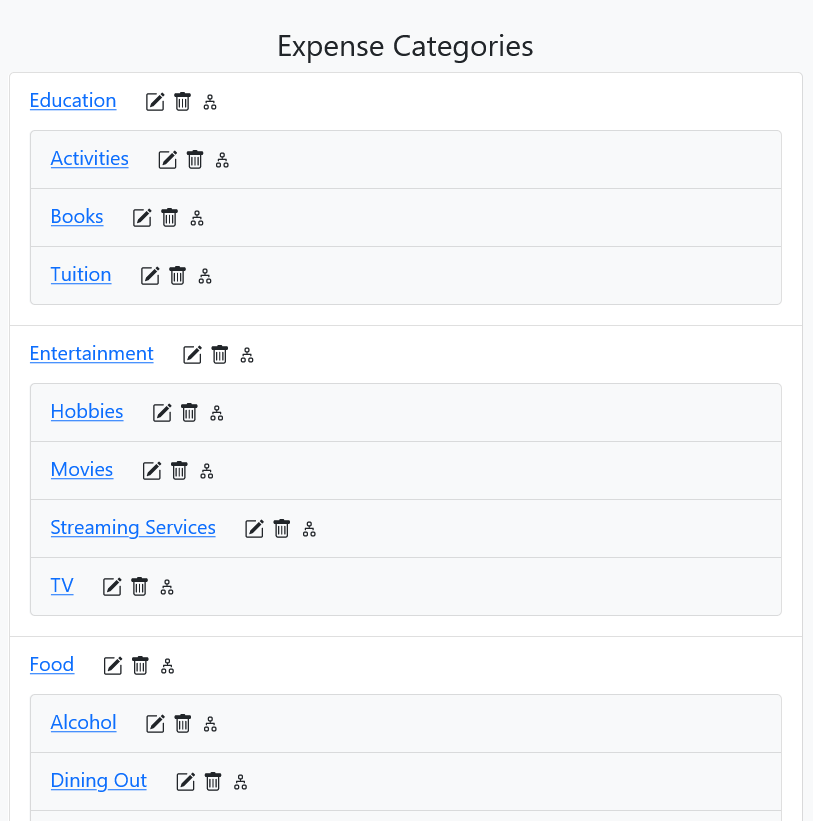 Expense Categories
Education
Activities
Books
Tuition
Entertainment
Hobbies
Movies
Streaming Services
TV
Food
Alcohol
Dining Out